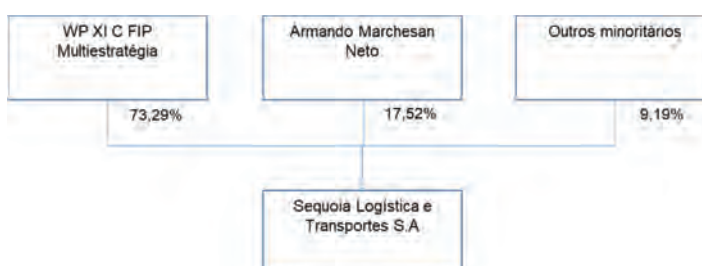 WP XI C FIP
Multiestratégia
Armando Marchesan
Neto
Outros minoritários
73,29%
17,52%
9,19%
Sequoia Logística e
Transportes S.A